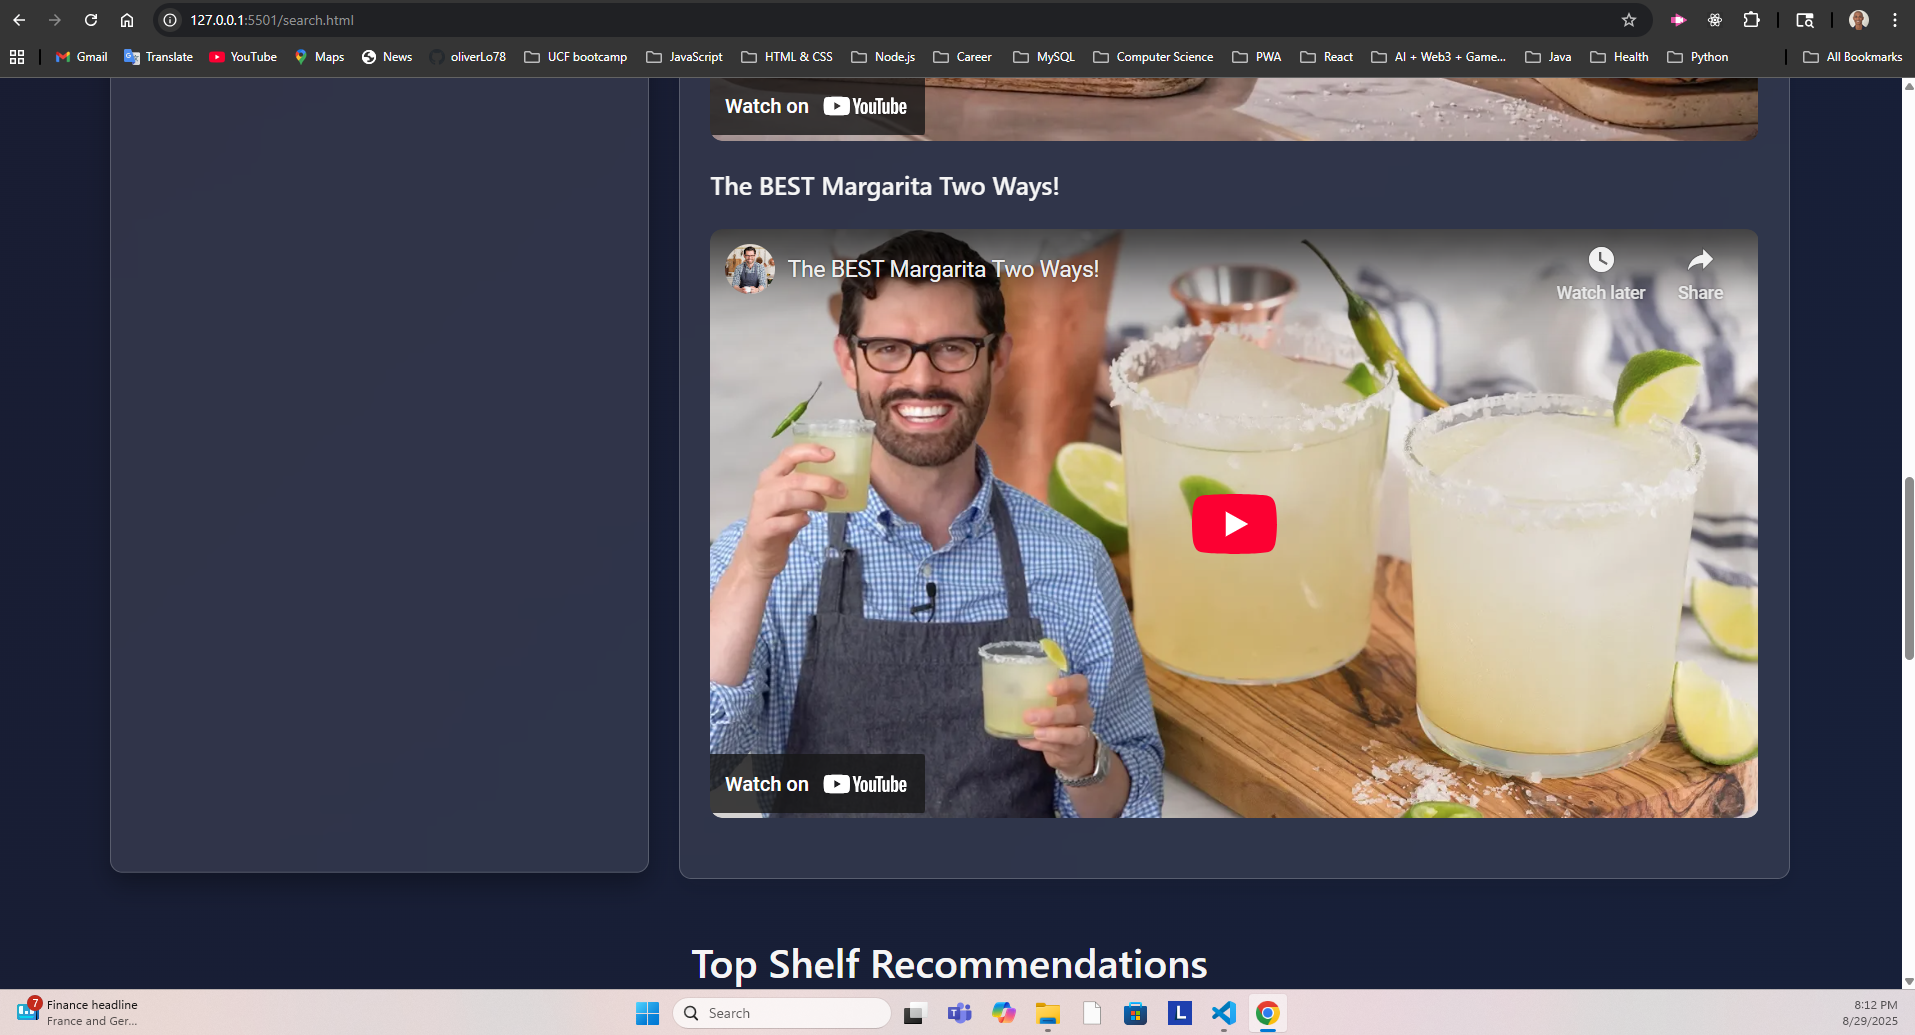 127.0.0.1:5501/search.html
Gmail
Translate
YouTube
Maps
News
oliverLo78
UCF bootcamp
JavaScript
HTML & CSS
Node.js
Career
MySQL
Computer Science
PWA
React
AI + Web3 + Game...
Java
Health
Python
All Bookmarks
Watch on YouTube
The BEST Margarita Two Ways!
The BEST Margarita Two Ways!
Watch later
Share
Watch on YouTube
Top Shelf Recommendations
7
Finance headline
France and Ger...
Search
L
8:12 PM
8/29/2025